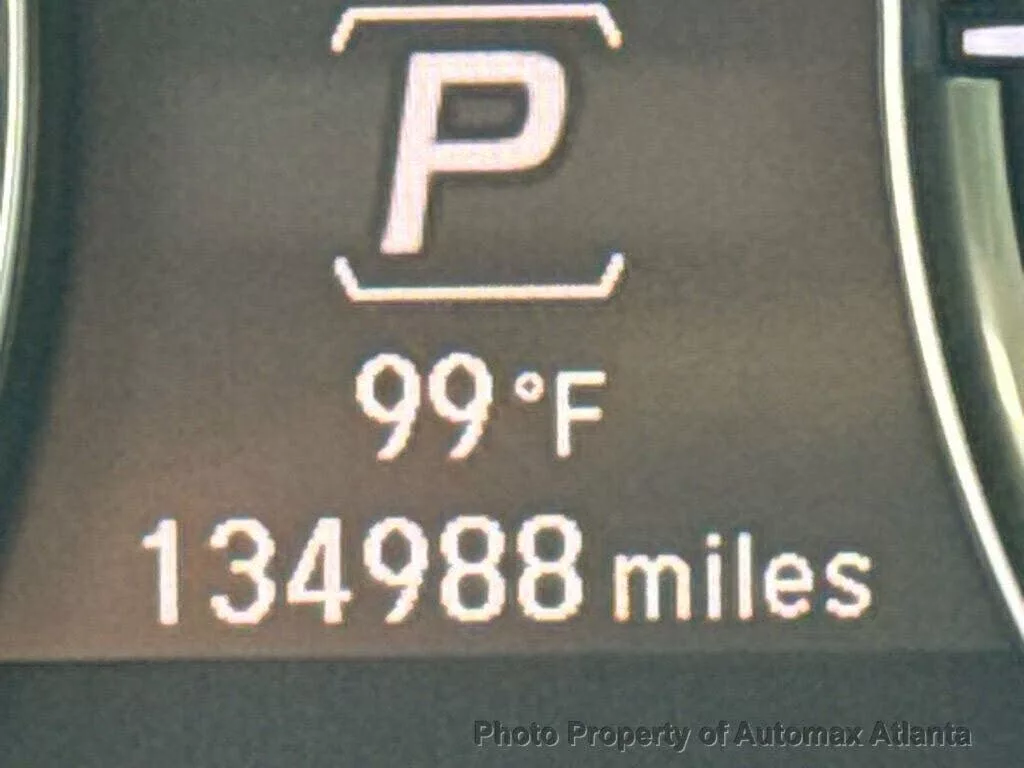 P
99 °F
134988 miles
Photo Property of Automax Atlanta